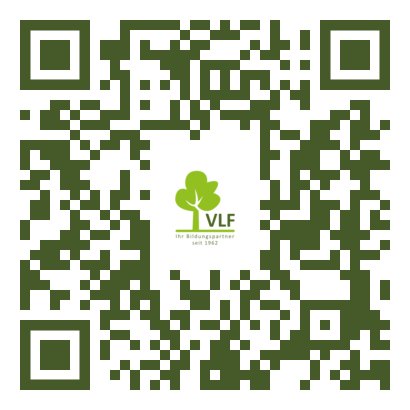 VLF
Ihr Bildungspartner
seit 1962